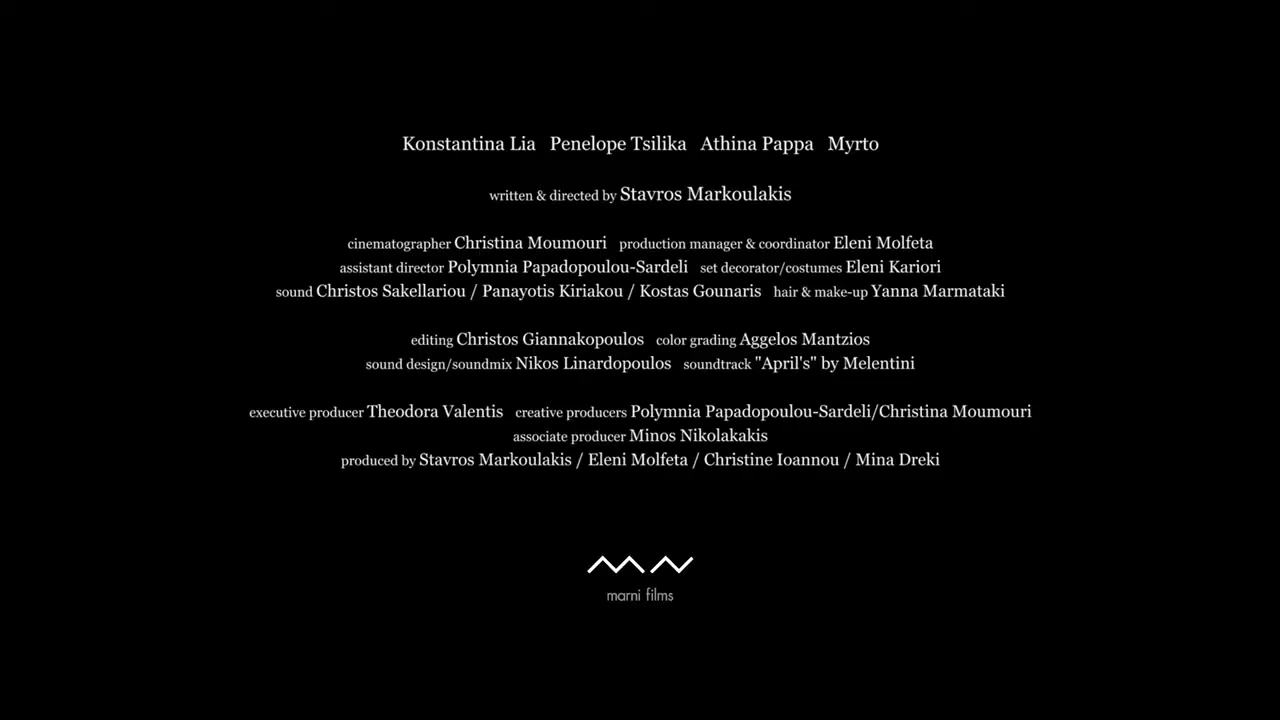 Konstantina Lia Penelope Tsilika Athina Pappa Myrto
written & directed by Stavros Markoulakis
cinematographer Christina Moumouri production manager & coordinator Eleni Molfeta
assistant director Polymnia Papadopoulou-Sardeli set decorator/costumes Eleni Kariori
sound Christos Sakellariou / Panayotis Kiriakou / Kostas Gounaris hair & make-up Yanna Marmataki
editing Christos Giannakopoulos color grading Aggelos Mantzios
sound design/soundmix Nikos Linardopoulos soundtrack "April's" by Melentini
executive producer Theodora Valentis creative producers Polymnia Papadopoulou-Sardeli/Christina Moumouri
associate producer Minos Nikolakakis
produced by Stavros Markoulakis / Eleni Molfeta / Christine Ioannou / Mina Dreki
marni films